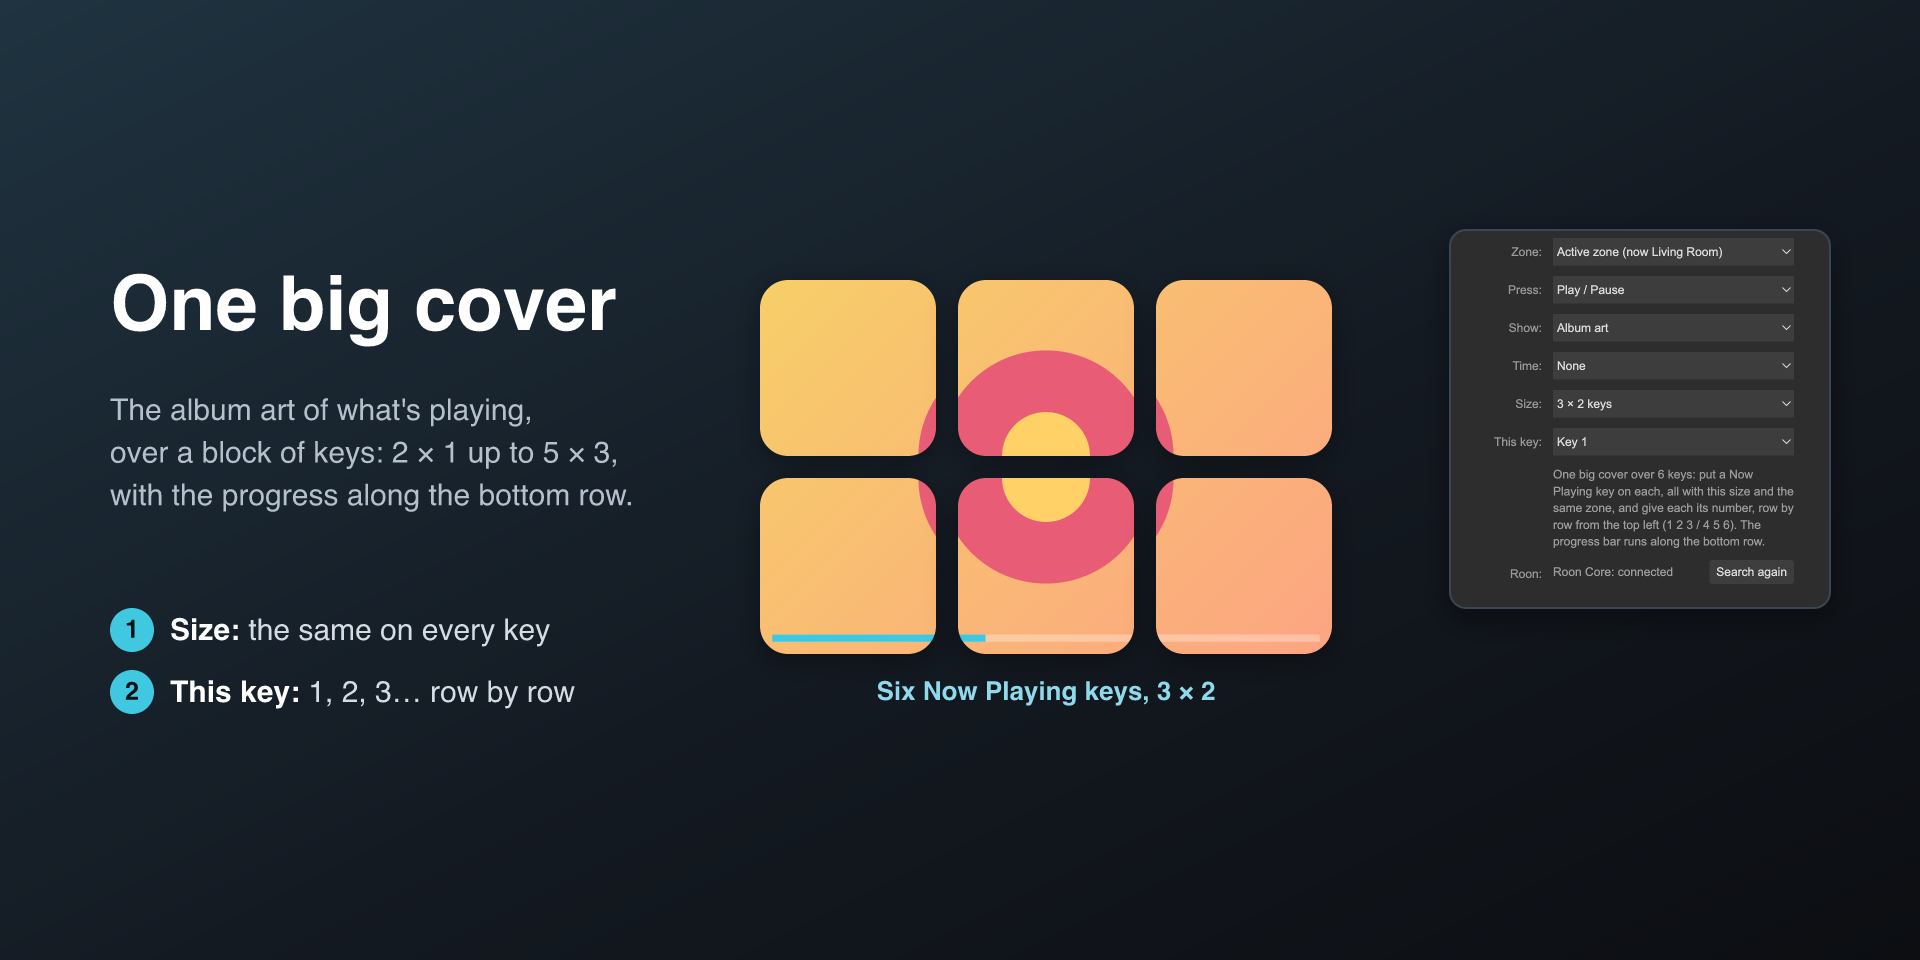 One big cover
The album art of what's playing,
over a block of keys: 2 × 1 up to 5 × 3,
with the progress along the bottom row.
1 Size: the same on every key
2 This key: 1, 2, 3… row by row
Six Now Playing keys, 3 × 2
Zone: Active zone (now Living Room)
Press: Play / Pause
Show: Album art
Time: None
Size: 3 × 2 keys
This key: Key 1
One big cover over 6 keys: put a Now
Playing key on each, all with this size and the
same zone, and give each its number, row by
row from the top left (1 2 3 / 4 5 6). The
progress bar runs along the bottom row.
Roon: Roon Core: connected Search again